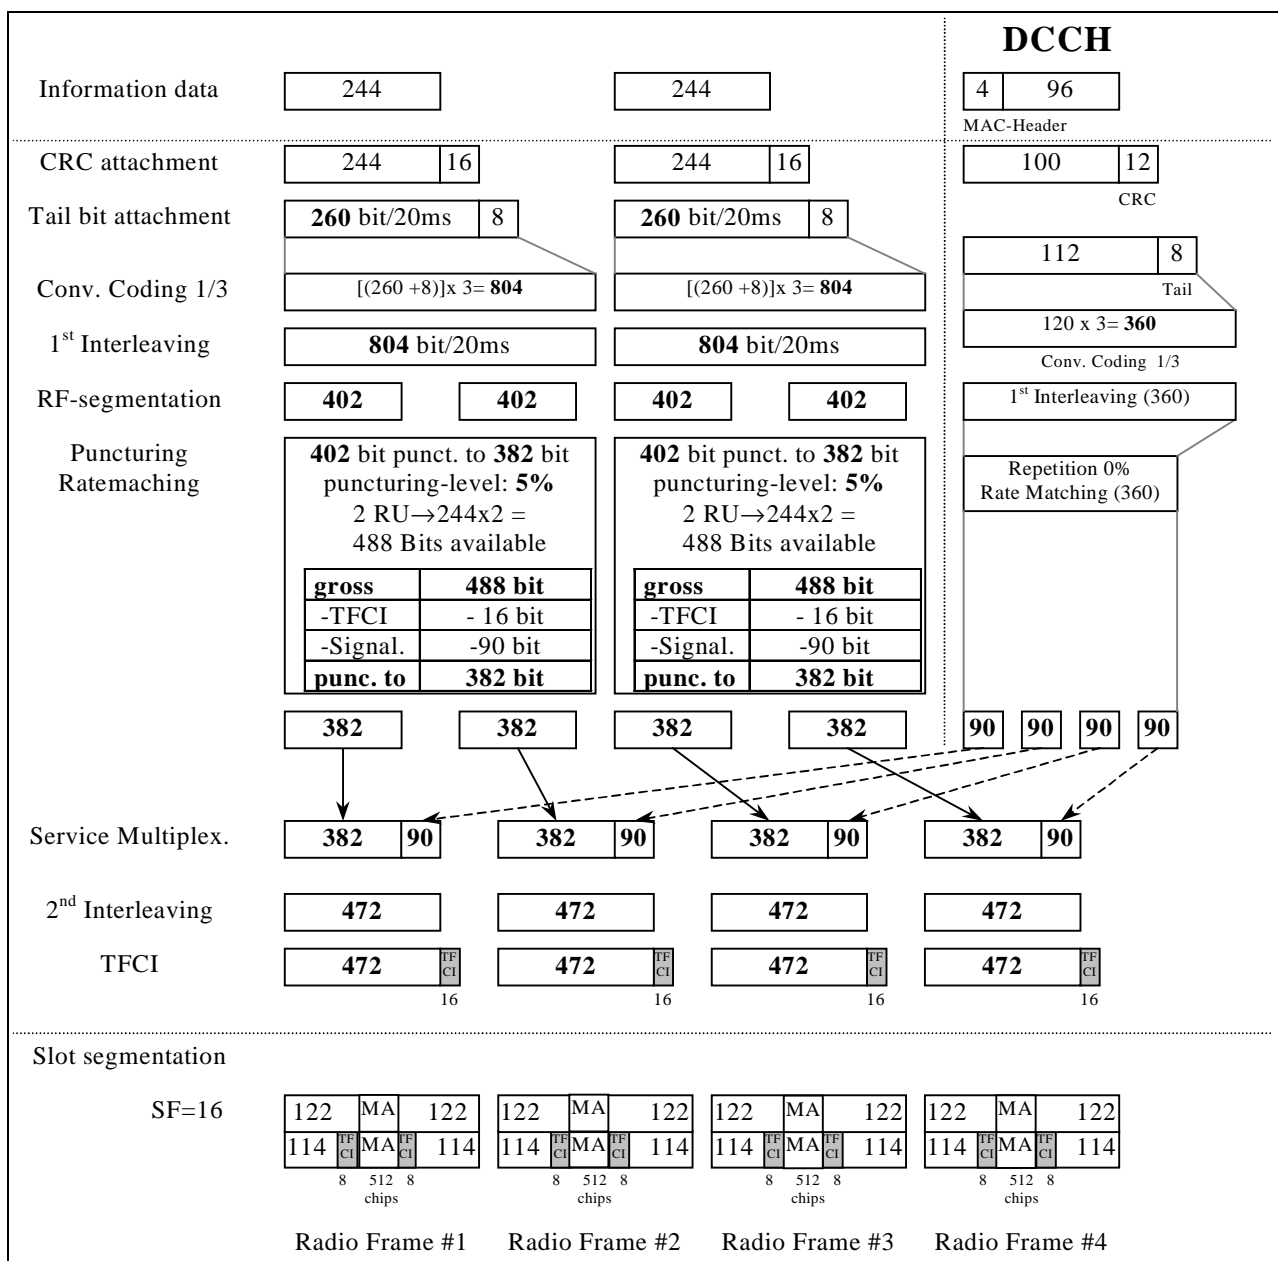 DCCH
Information data 244 244 4 96
MAC-Header
CRC attachment 244 16 244 16 100 12
CRC
Tail bit attachment 260 bit/20ms 8 260 bit/20ms 8
112 8
Tail
Conv. Coding 1/3 [(260 +8)]x 3= 804 [(260 +8)]x 3= 804
120 x 3= 360
Conv. Coding 1/3
1st Interleaving 804 bit/20ms 804 bit/20ms
RF-segmentation 402 402 402 402 1st Interleaving (360)
Puncturing
Ratemaching
402 bit punct. to 382 bit
puncturing-level: 5%
2 RU→244x2 =
488 Bits available
gross 488 bit
-TFCI - 16 bit
-Signal. -90 bit
punc. to 382 bit
402 bit punct. to 382 bit
puncturing-level: 5%
2 RU→244x2 =
488 Bits available
gross 488 bit
-TFCI - 16 bit
-Signal. -90 bit
punc. to 382 bit
Repetition 0%
Rate Matching (360)
382 382 382 382 90 90 90 90
Service Multiplex. 382 90 382 90 382 90 382 90
2nd Interleaving 472 472 472 472
TFCI 472 TF CI 472 TF CI 472 TF CI 472 TF CI
16 16 16 16
Slot segmentation
SF=16 122 MA 122 122 MA 122 122 MA 122 122 MA 122
114 TF CI MA TF CI 114 114 TF CI MA TF CI 114 114 TF CI MA TF CI 114 114 TF CI MA TF CI 114
8 512 8 8 512 8 8 512 8 8 512 8
chips chips chips chips
Radio Frame #1 Radio Frame #2 Radio Frame #3 Radio Frame #4